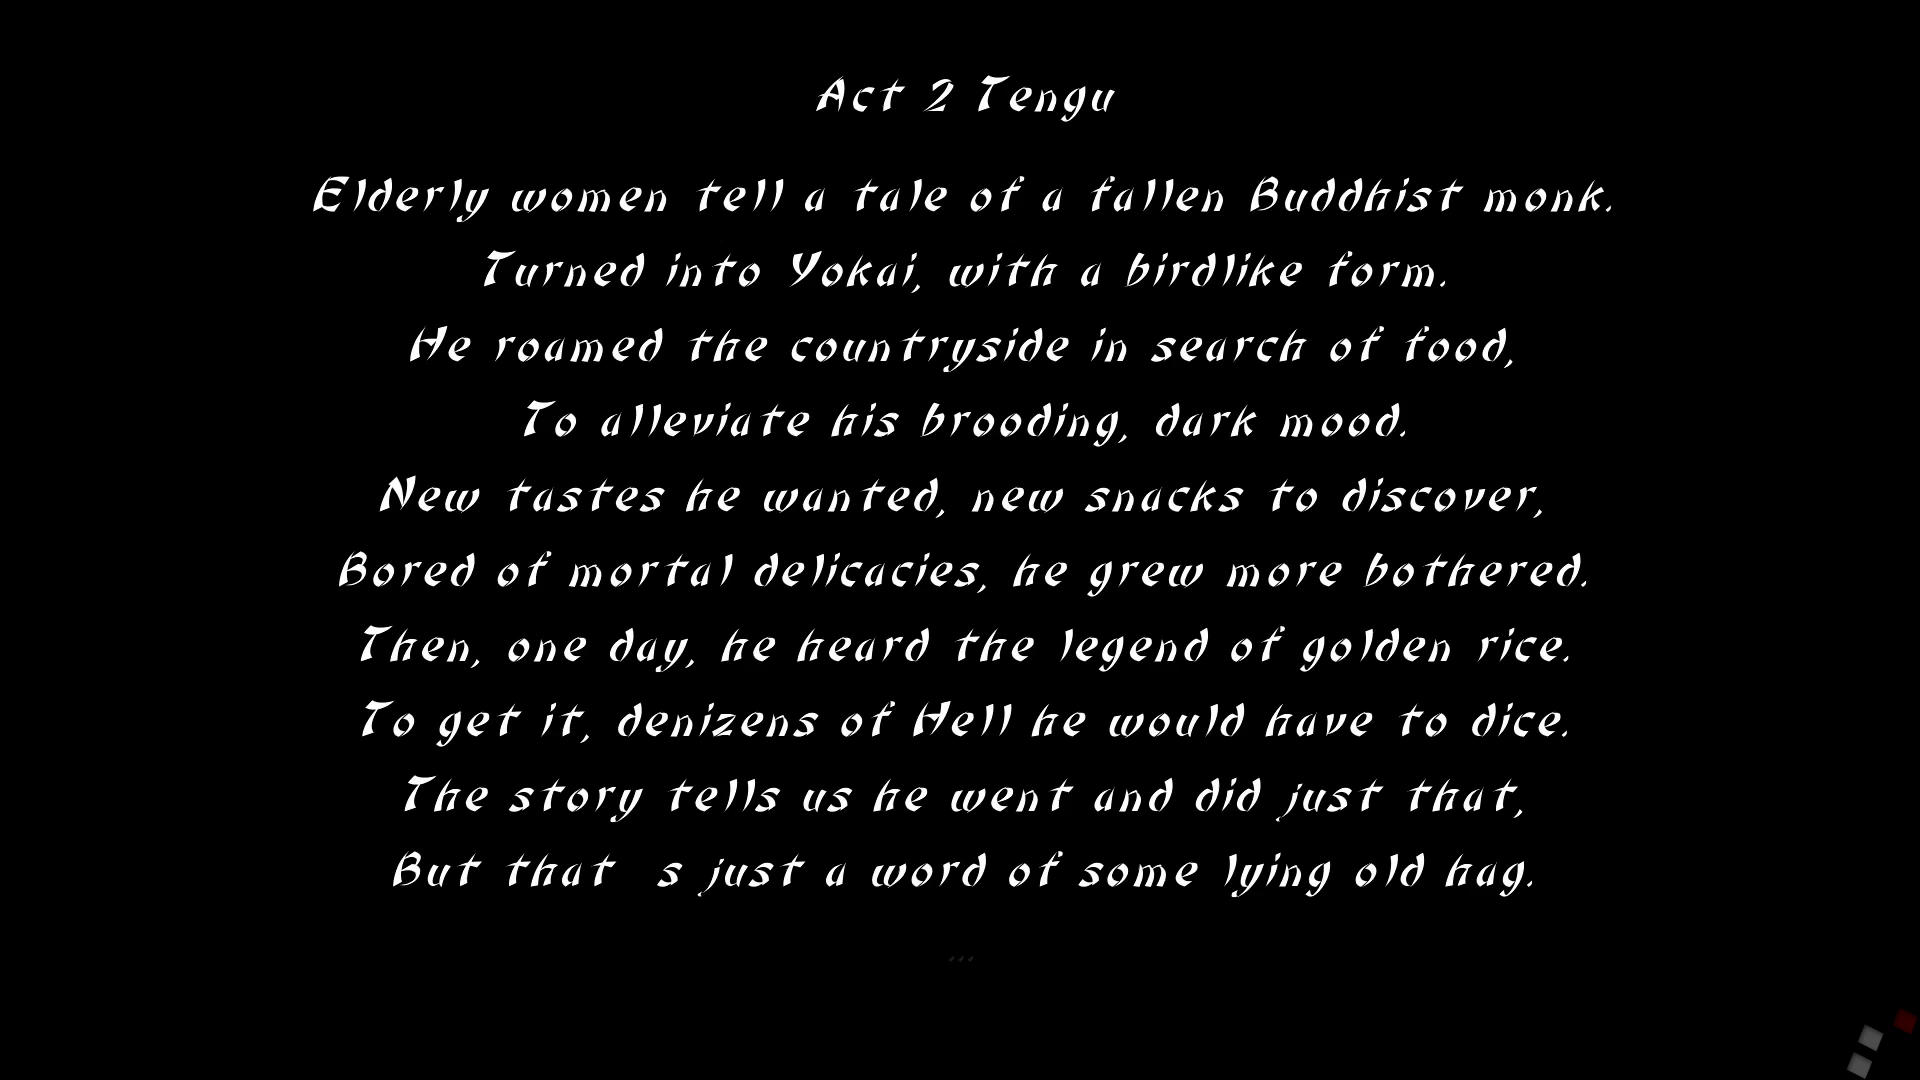 Act 2 Tengu
Elderly women tell a tale of a fallen Buddhist monk.
Turned into Yokai, with a birdlike form.
He roamed the countryside in search of food,
To alleviate his brooding, dark mood.
New tastes he wanted, new snacks to discover,
Bored of mortal delicacies, he grew more bothered.
Then, one day, he heard the legend of golden rice.
To get it, denizens of Hell he would have to dice.
The story tells us he went and did just that,
But that s just a word of some lying old hag.
...